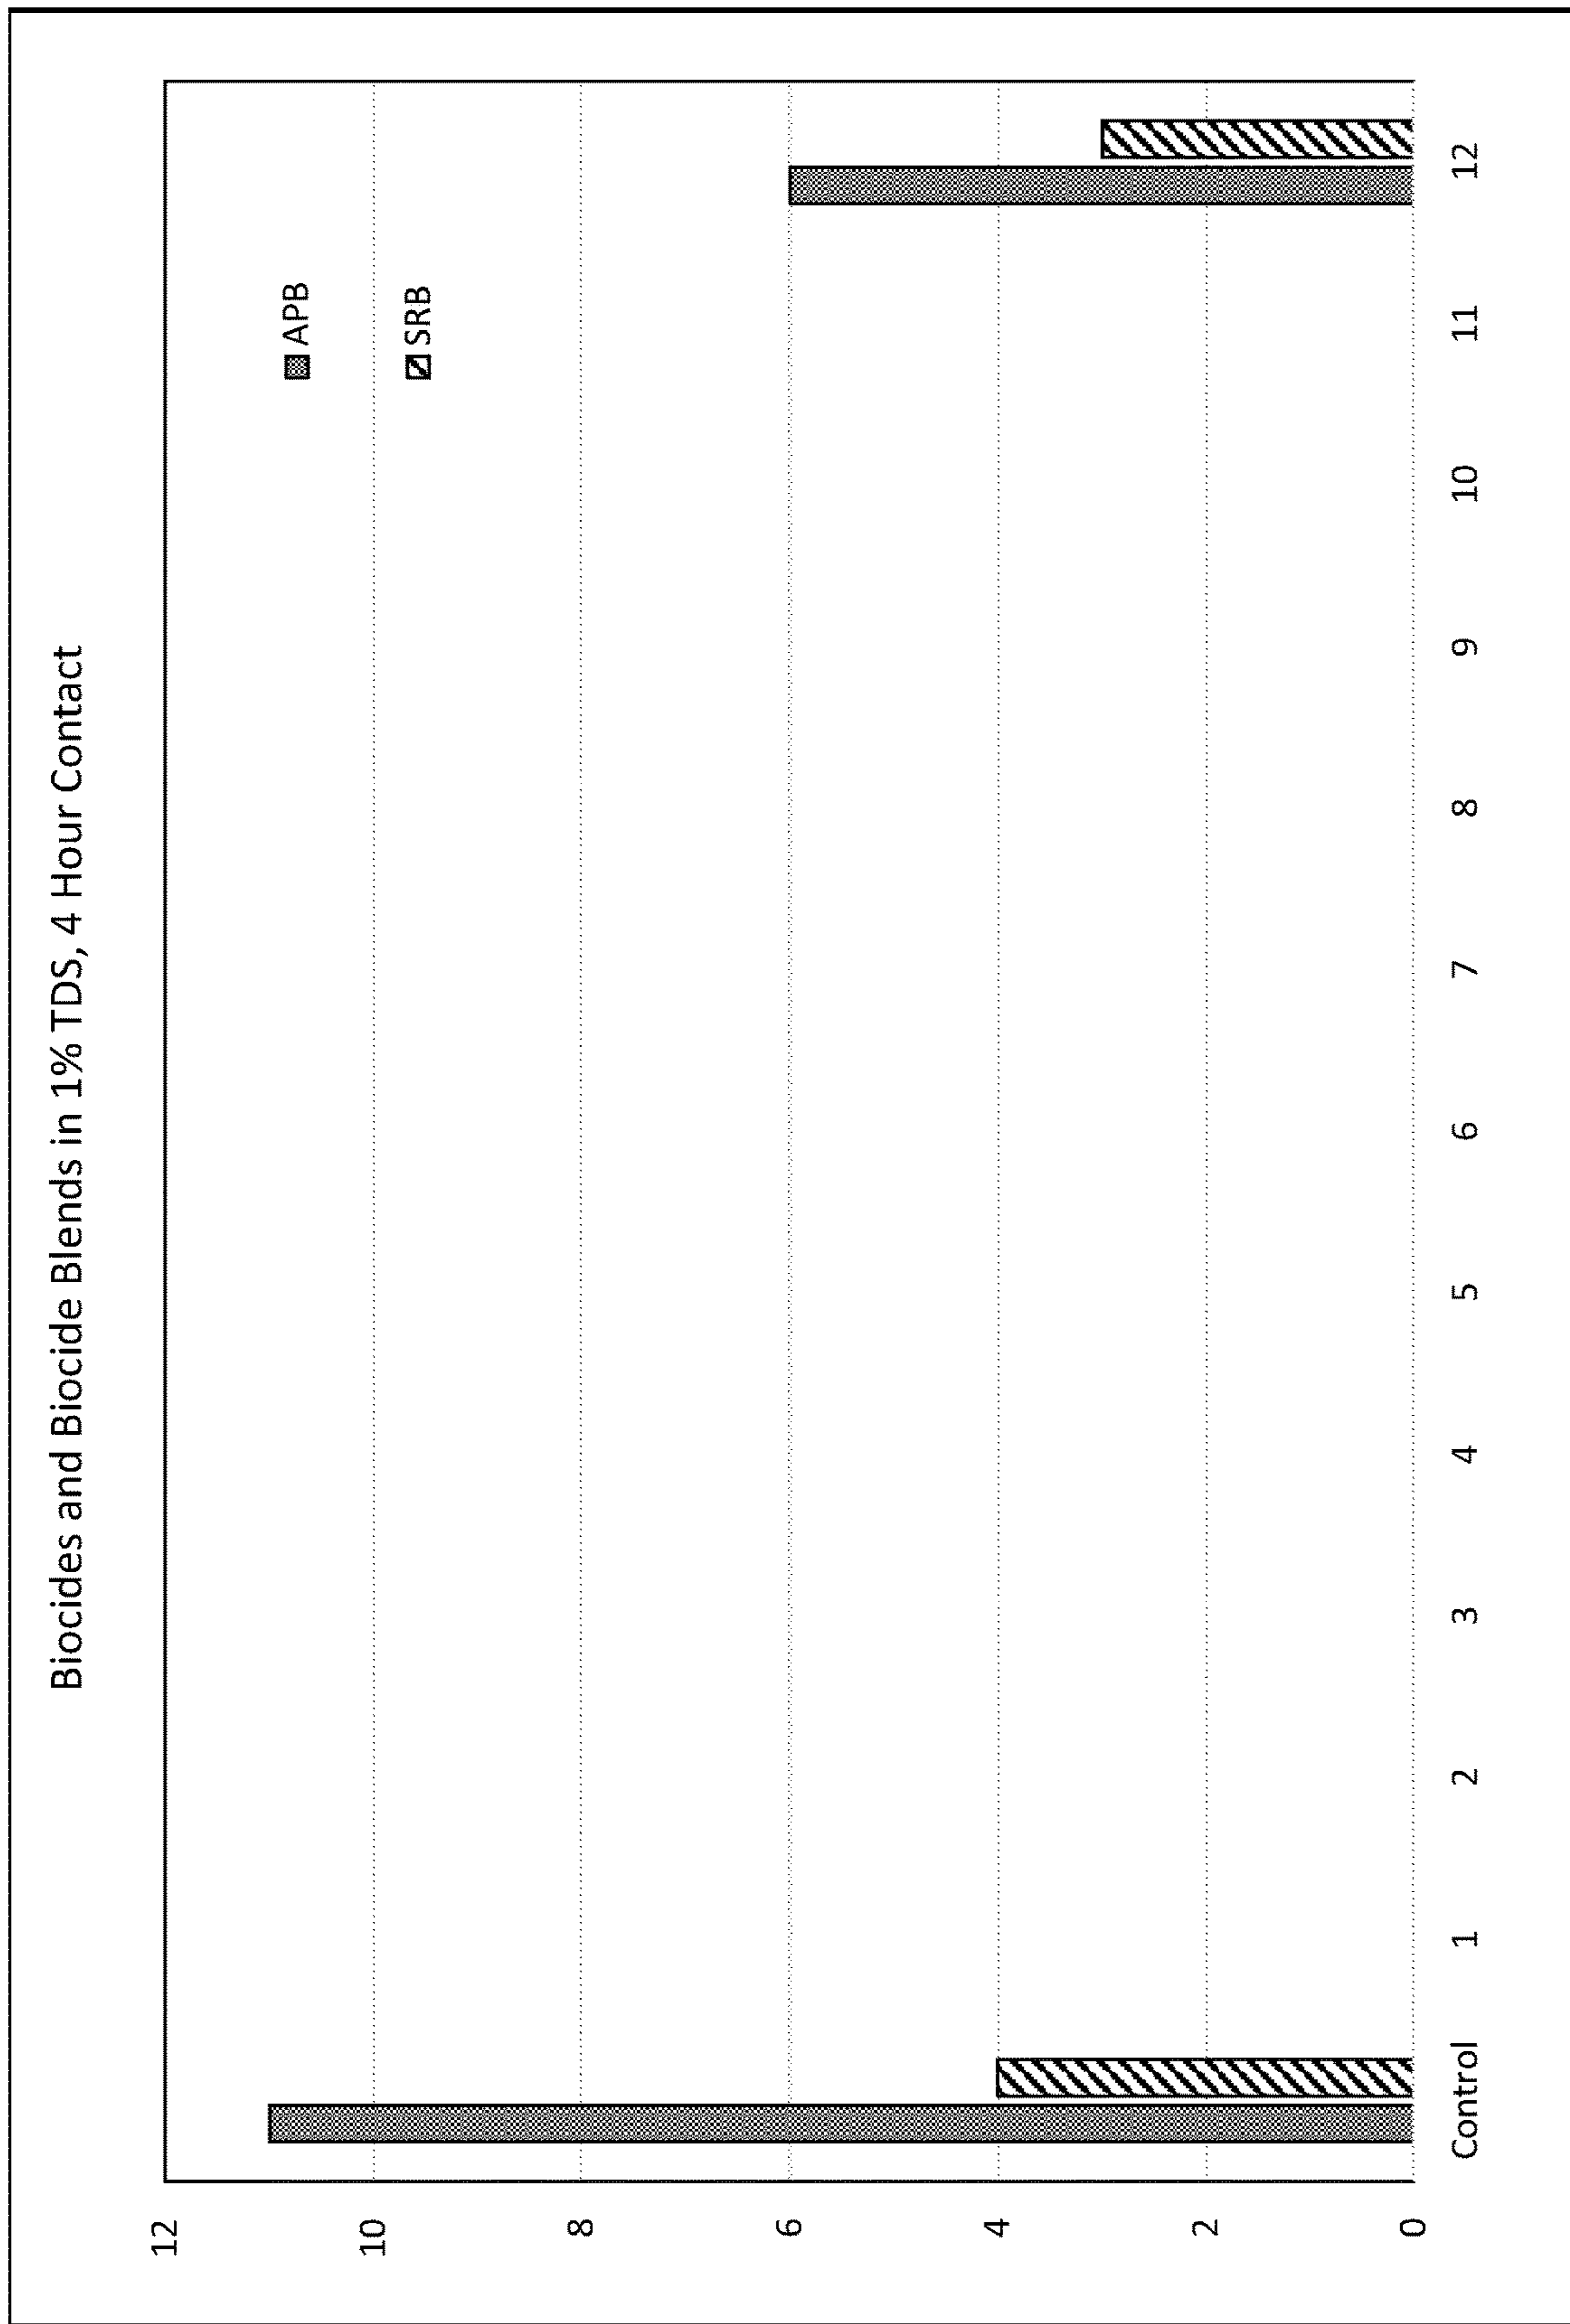 Biocides and Biocide Blends in 1% TDS, 4 Hour Contact
12
10
8
6
4
2
0
APB
SRB
Control 1 2 3 4 5 6 7 8 9 10 11 12